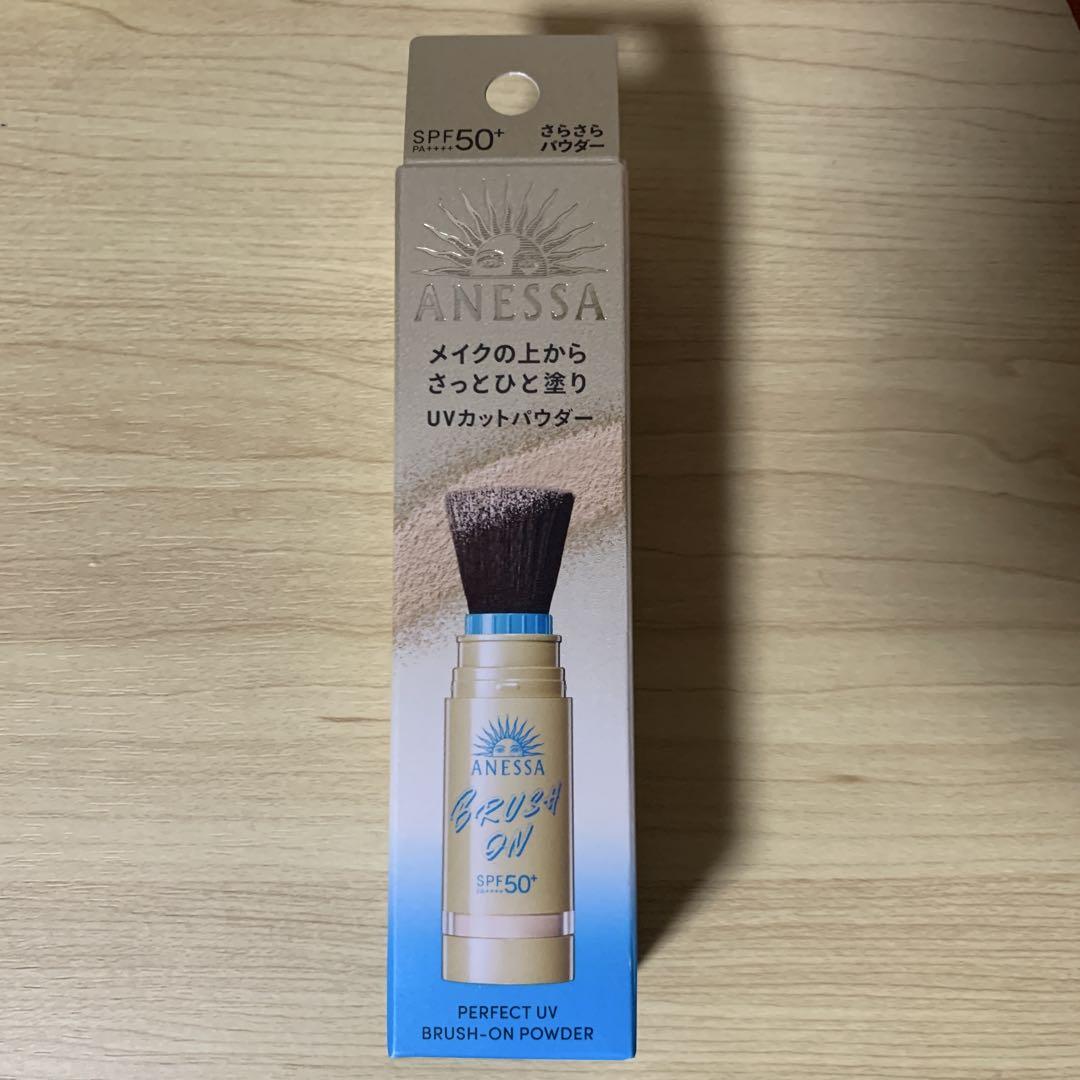 SPF50+ さらさら
PA++++ パウダー
ANESSA
メイクの上から
さっとひと塗り
UVカットパウダー
ANESSA
BRUSH
ON
SPF50+
PA++++
PERFECT UV
BRUSH-ON POWDER